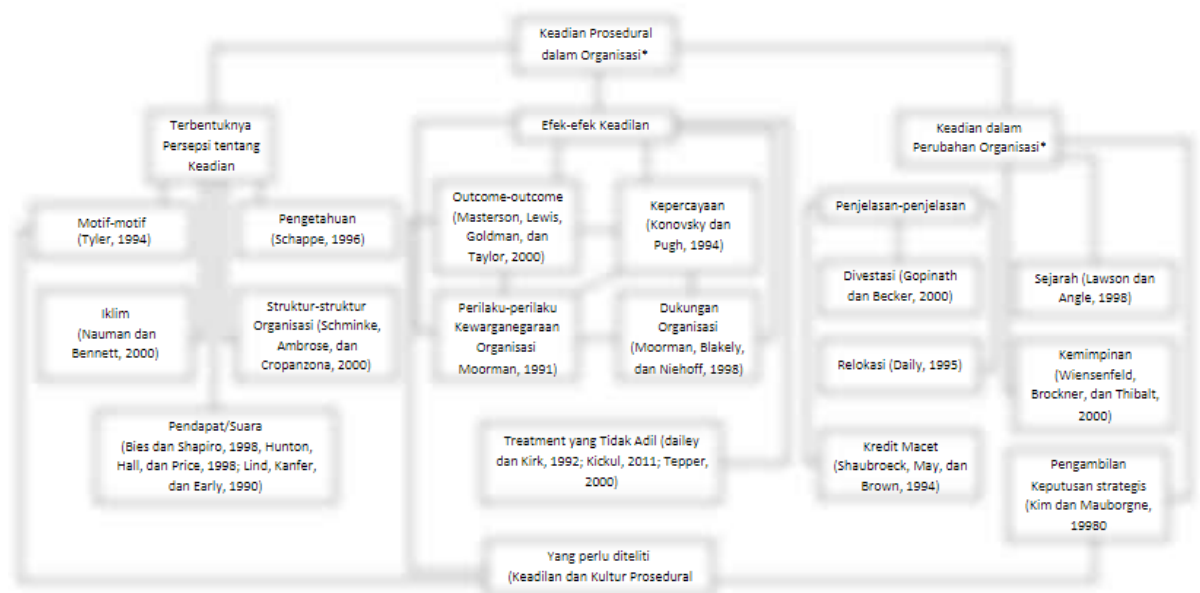 Keadian Prosedural
dalam Organisasi*
Terbentuknya
Persepsi tentang
Keadian
Efek-efek Keadilan
Keadian dalam
Perubahan Organisasi*
Motif-motif
(Tyler, 1994)
Pengetahuan
(Schappe, 1996)
Iklim
(Nauman dan
Bennett, 2000)
Struktur-struktur
Organisasi (Schminke,
Ambrose, dan
Cropanzona, 2000)
Pendapat/Suara
(Bies dan Shapiro, 1998, Hunton,
Hall, dan Price, 1998; Lind, Kanfer,
dan Early, 1990)
Outcome-outcome
(Masterson, Lewis,
Goldman, dan
Taylor, 2000)
Kepercayaan
(Konovsky dan
Pugh, 1994)
Perilaku-perilaku
Kewarganegaraan
Organisasi
Moorman, 1991)
Dukungan
Organisasi
(Moorman, Blakely,
dan Niehoff, 1998)
Treatment yang Tidak Adil (dailey
dan Kirk, 1992; Kickul, 2011; Tepper,
2000)
Penjelasan-penjelasan
Divestasi (Gopinath
dan Becker, 2000)
Relokasi (Daily, 1995)
Kredit Macet
(Shaubroeck, May, dan
Brown, 1994)
Sejarah (Lawson dan
Angle, 1998)
Kemimpinan
(Wiensenfeld,
Brockner, dan Thibalt,
2000)
Pengambilan
Keputusan strategis
(Kim dan Mauborgne,
19980
Yang perlu diteliti
(Keadilan dan Kultur Prosedural